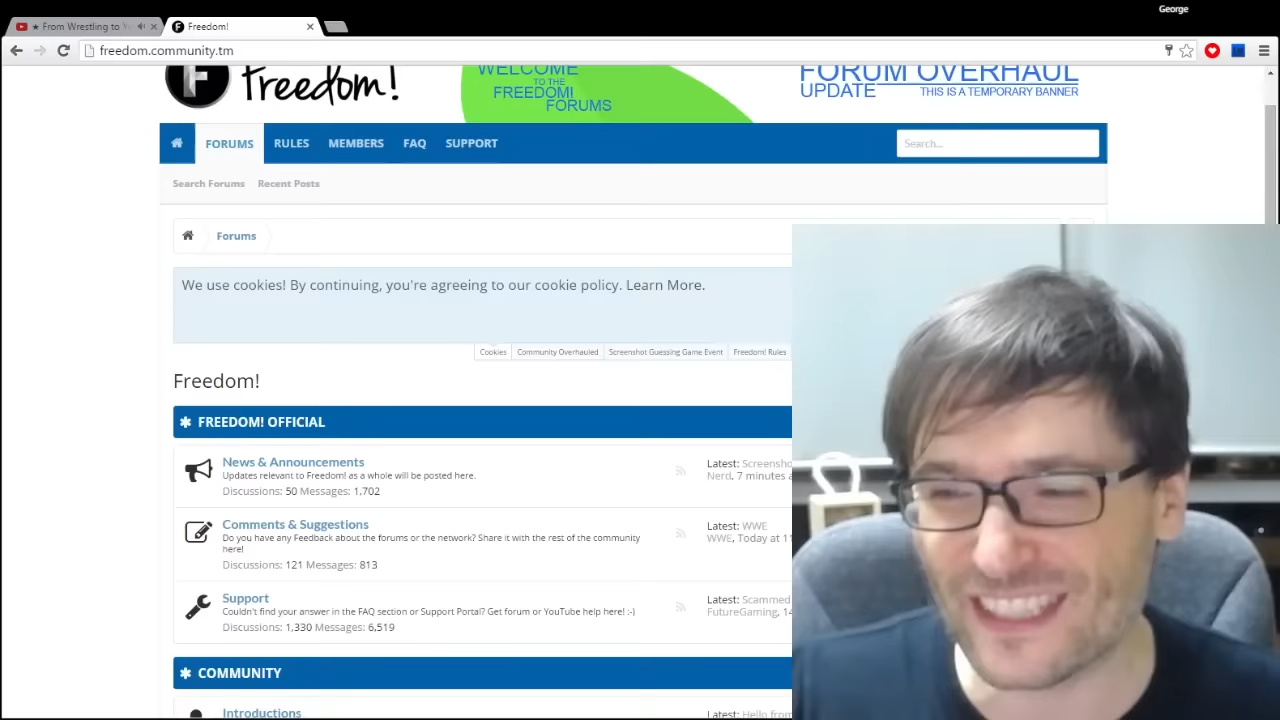 George
★ From Wrestling to Yo
Freedom!
freedom.community.tm
Freedom!
WELCOME
TO THE
FREEDOM!
FORUMS
FORUM OVERHAUL
UPDATE
THIS IS A TEMPORARY BANNER
FORUMS RULES MEMBERS FAQ SUPPORT
Search...
Search Forums Recent Posts
Forums
We use cookies! By continuing, you're agreeing to our cookie policy. Learn More.
Cookies Community Overhauled Screenshot Guessing Game Event Freedom! Rules
Freedom!
FREEDOM! OFFICIAL
News & Announcements
Updates relevant to Freedom! as a whole will be posted here.
Discussions: 50 Messages: 1,702
Latest: Screensho
Nerd, 7 minutes a
Comments & Suggestions
Do you have any Feedback about the forums or the network? Share it with the rest of the community
here!
Discussions: 121 Messages: 813
Latest: WWE
WWE, Today at 11
Support
Couldn't find your answer in the FAQ section or Support Portal? Get forum or YouTube help here! :-)
Discussions: 1,330 Messages: 6,519
Latest: Scammed
FutureGaming, 14
COMMUNITY
Introductions
Latest: Hello from